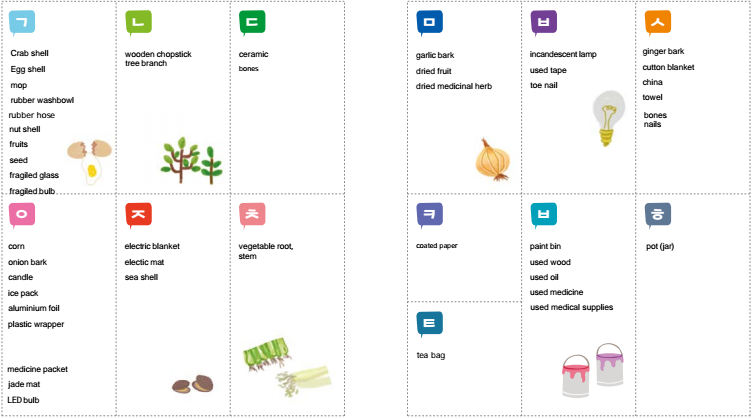 ㄱ
Crab shell
Egg shell
mop
rubber washbowl
rubber hose
nut shell
fruits
seed
fragiled glass
fragiled bulb
ㄴ
wooden chopstick
tree branch
ㄷ
ceramic
bones
ㅁ
garlic bark
dried fruit
dried medicinal herb
ㅂ
incandescent lamp
used tape
toe nail
ㅅ
ginger bark
cutton blanket
china
towel
bones
nails
ㅇ
corn
onion bark
candle
ice pack
aluminium foil
plastic wrapper
medicine packet
jade mat
LED bulb
ㅈ
electric blanket
electic mat
sea shell
ㅊ
vegetable root,
stem
ㅋ
coated paper
ㅌ
tea bag
ㅂ
paint bin
used wood
used oil
used medicine
used medical supplies
ㅎ
pot (jar)